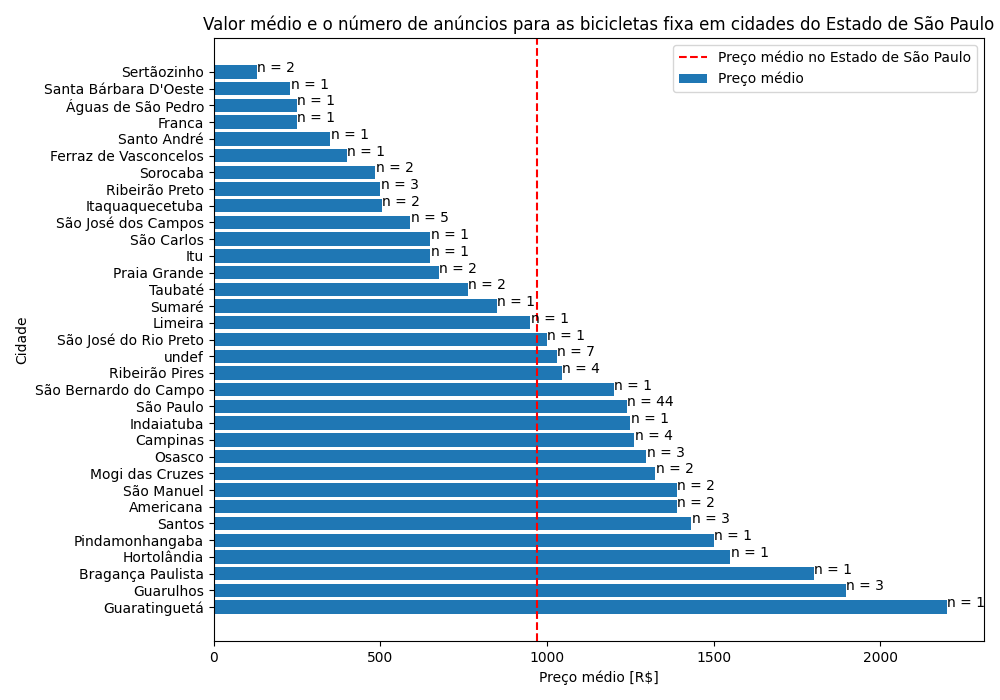 Valor médio e o número de anúncios para as bicicletas fixa em cidades do Estado de São Paulo
Preço médio no Estado de São Paulo
Preço médio
Sertãozinho n = 2
Santa Bárbara D'Oeste n = 1
Águas de São Pedro n = 1
Franca n = 1
Santo André n = 1
Ferraz de Vasconcelos n = 1
Sorocaba n = 2
Ribeirão Preto n = 3
Itaquaquecetuba n = 2
São José dos Campos n = 5
São Carlos n = 1
Itu n = 1
Praia Grande n = 2
Taubaté n = 2
Sumaré n = 1
Limeira n = 1
São José do Rio Preto n = 1
undef n = 7
Ribeirão Pires n = 4
São Bernardo do Campo n = 1
São Paulo n = 44
Indaiatuba n = 1
Campinas n = 4
Osasco n = 3
Mogi das Cruzes n = 2
São Manuel n = 2
Americana n = 2
Santos n = 3
Pindamonhangaba n = 1
Hortolândia n = 1
Bragança Paulista n = 1
Guarulhos n = 3
Guaratinguetá n = 1
Cidade
0 500 1000 1500 2000
Preço médio [R$]